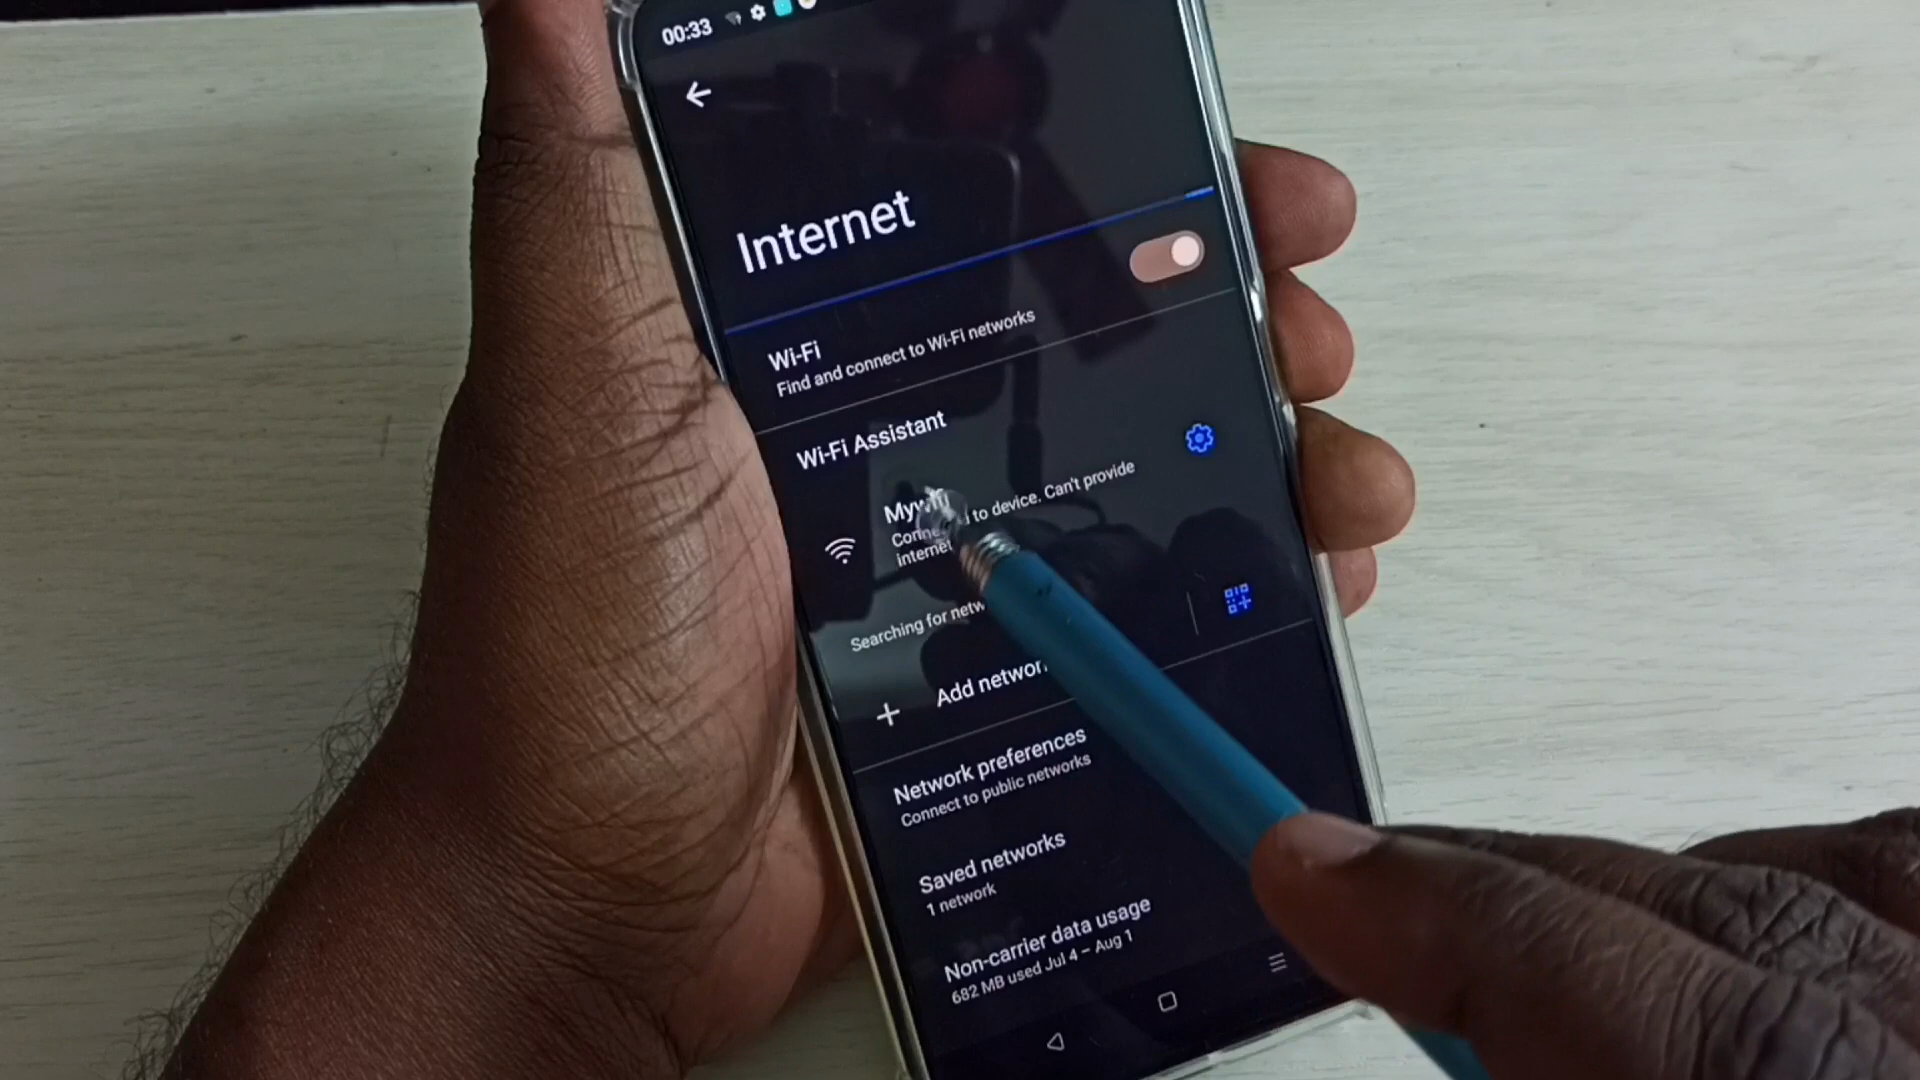 00:33
Internet
Wi-Fi
Find and connect to Wi-Fi networks
Wi-Fi Assistant
to device. Can't provide
internet
Searching for
Add
Network preferences
Connect to public networks
Saved networks
1 network
Non-carrier data usage
682 MB used Jul 4 – Aug 1